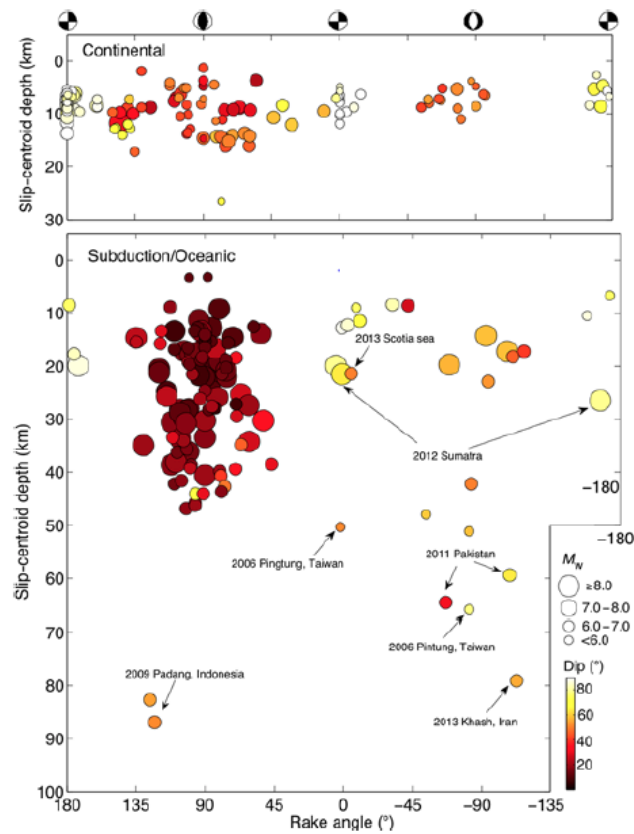 Continental
Slip-centroid depth (km)
0
10
20
30
Subduction/Oceanic
Slip-centroid depth (km)
0
10
20
30
40
50
60
70
80
90
100
180
135
90
45
0
-45
-90
-135
Rake angle (°)
2013 Scotia sea
2012 Sumatra
-180
-180
2006 Pingtung, Taiwan
2011 Pakistan
2006 Pintung, Taiwan
2009 Padang, Indonesia
2013 Khash, Iran
≥8.0
7.0-8.0
6.0-7.0
<6.0
Dip (°)
80
60
40
20